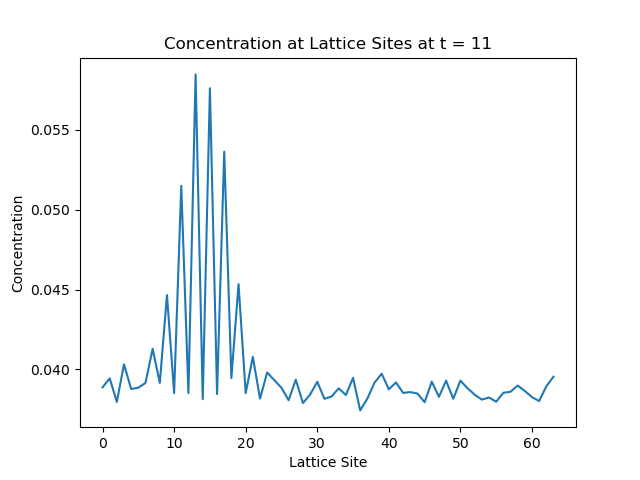 Concentration at Lattice Sites at t = 11
0.055
0.050
0.045
0.040
Concentration
0 10 20 30 40 50 60
Lattice Site